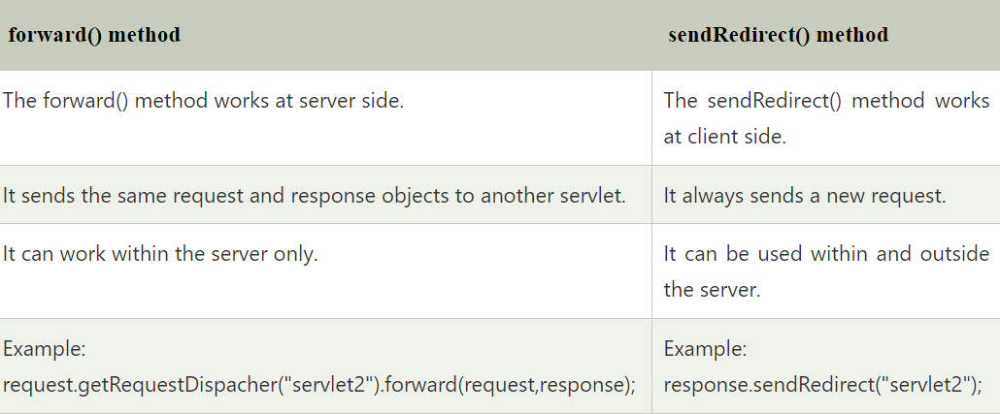 forward() method
sendRedirect() method
The forward() method works at server side.
The sendRedirect() method works
at client side.
It sends the same request and response objects to another servlet.
It always sends a new request.
It can work within the server only.
It can be used within and outside
the server.
Example:
request.getRequestDispacher("servlet2").forward(request,response);
Example:
response.sendRedirect("servlet2");